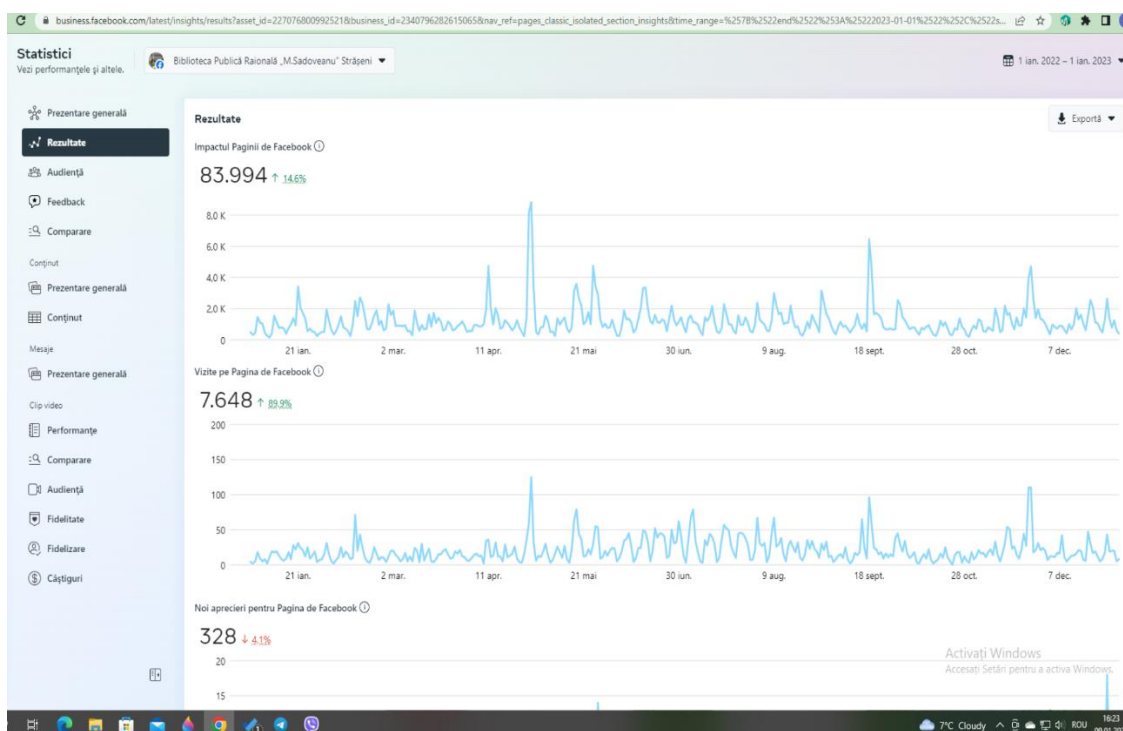 business.facebook.com/latest/insights/results?asset_id=227076800992521&business_id=2340796282615065&nav_ref=pages_classic_isolated_section_insights&time_range=%257B%2522end%2522%253A%25222023-01-01%2522%252C%2522s...
Statistici
Vezi performanțele și altele.
Biblioteca Publică Raională „M.Sadoveanu" Strășeni
1 ian. 2022 – 1 ian. 2023
Prezentare generală
Rezultate
Audiență
Feedback
Comparare
Conținut
Prezentare generală
Conținut
Mesaje
Prezentare generală
Clip video
Performanțe
Comparare
Audiență
Fidelitate
Fidelizare
Câștiguri
Rezultate
Exportă
Impactul Paginii de Facebook
83.994 ↑ 14,6%
8,0 K
6,0 K
4,0 K
2,0 K
0
21 ian. 2 mar. 11 apr. 21 mai 30 iun. 9 aug. 18 sept. 28 oct. 7 dec.
Vizite pe Pagina de Facebook
7.648 ↑ 89,9%
200
150
100
50
0
21 ian. 2 mar. 11 apr. 21 mai 30 iun. 9 aug. 18 sept. 28 oct. 7 dec.
Noi aprecieri pentru Pagina de Facebook
328 ↓ 4,1%
20
15
Activați Windows
Accesați Setări pentru a activa Windows.
7°C Cloudy
ROU
16:23